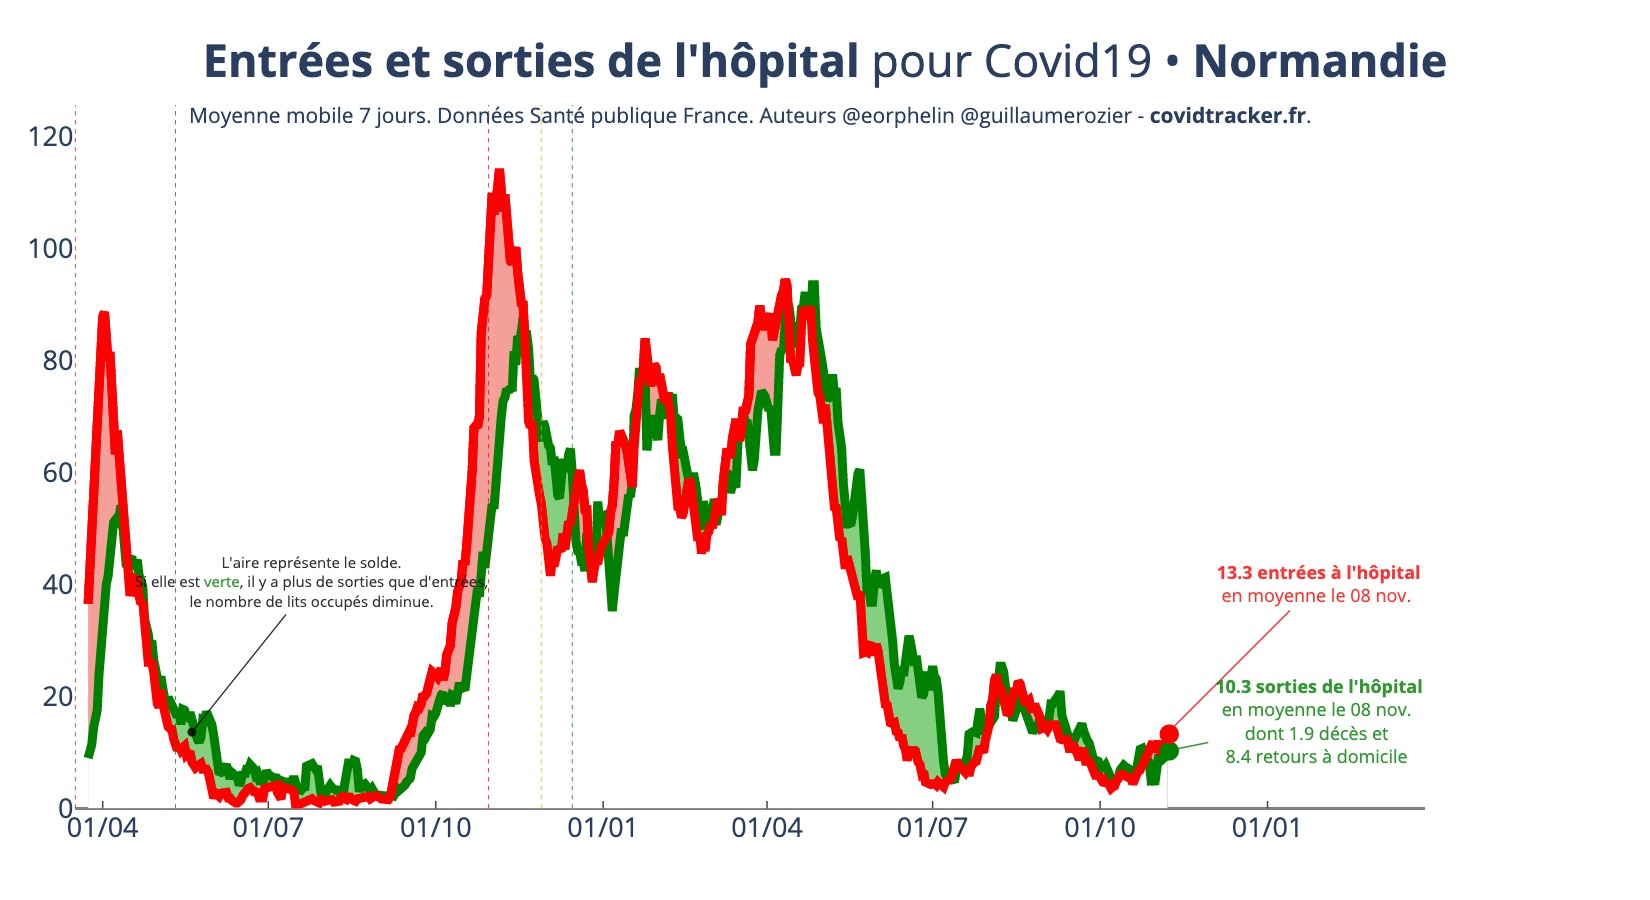 Entrées et sorties de l'hôpital pour Covid19 • Normandie
Moyenne mobile 7 jours. Données Santé publique France. Auteurs @eorphelin @guillaumerozier - covidtracker.fr.
120
100
80
60
40
20
0
L'aire représente le solde.
Si elle est verte, il y a plus de sorties que d'entrées,
le nombre de lits occupés diminue.
13.3 entrées à l'hôpital
en moyenne le 08 nov.
10.3 sorties de l'hôpital
en moyenne le 08 nov.
dont 1.9 décès et
8.4 retours à domicile
01/04 01/07 01/10 01/01 01/04 01/07 01/10 01/01